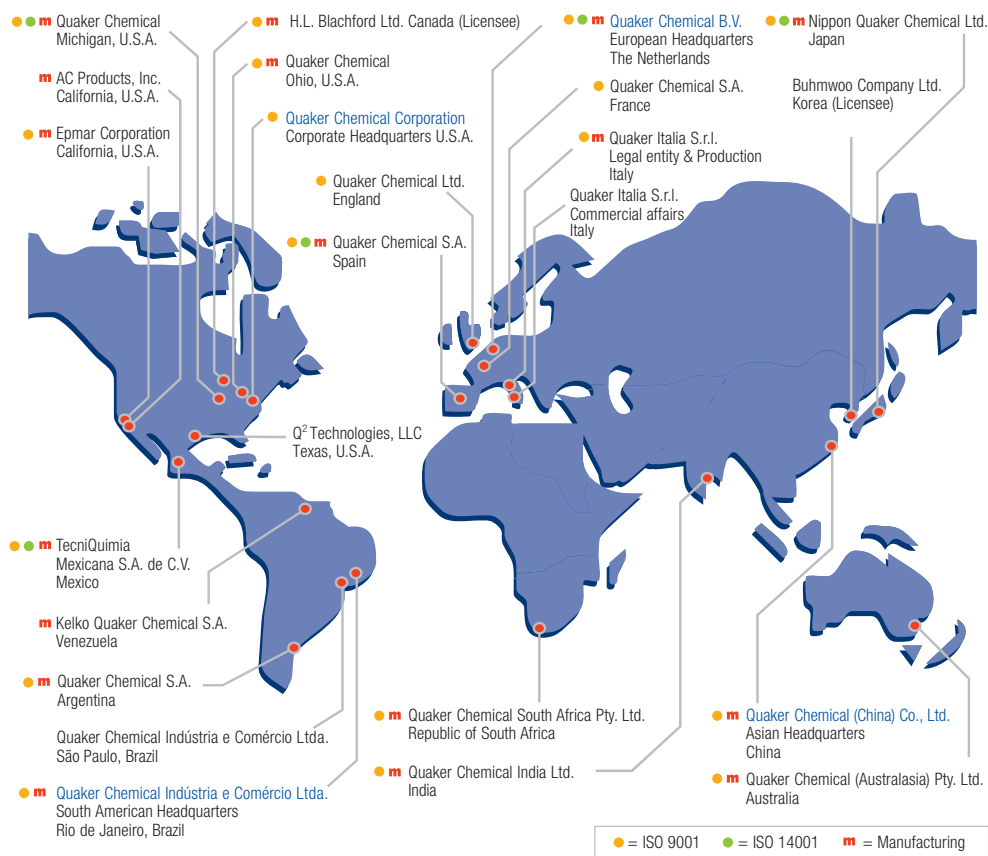 m Quaker Chemical
Michigan, U.S.A.
m AC Products, Inc.
California, U.S.A.
m Epmar Corporation
California, U.S.A.
m H.L. Blachford Ltd. Canada (Licensee)
m Quaker Chemical
Ohio, U.S.A.
Quaker Chemical Corporation
Corporate Headquarters U.S.A.
Quaker Chemical Ltd.
England
m Quaker Chemical S.A.
Spain
m Quaker Chemical B.V.
European Headquarters
The Netherlands
Quaker Chemical S.A.
France
m Quaker Italia S.r.l.
Legal entity & Production
Italy
Quaker Italia S.r.l.
Commercial affairs
Italy
m Nippon Quaker Chemical Ltd.
Japan
Buhmwoo Company Ltd.
Korea (Licensee)
Q2 Technologies, LLC
Texas, U.S.A.
m TecniQuimia
Mexicana S.A. de C.V.
Mexico
m Kelko Quaker Chemical S.A.
Venezuela
m Quaker Chemical S.A.
Argentina
Quaker Chemical Indústria e Comércio Ltda.
São Paulo, Brazil
m Quaker Chemical Indústria e Comércio Ltda.
South American Headquarters
Rio de Janeiro, Brazil
m Quaker Chemical South Africa Pty. Ltd.
Republic of South Africa
m Quaker Chemical India Ltd.
India
m Quaker Chemical (China) Co., Ltd.
Asian Headquarters
China
m Quaker Chemical (Australasia) Pty. Ltd.
Australia
= ISO 9001 = ISO 14001 m = Manufacturing